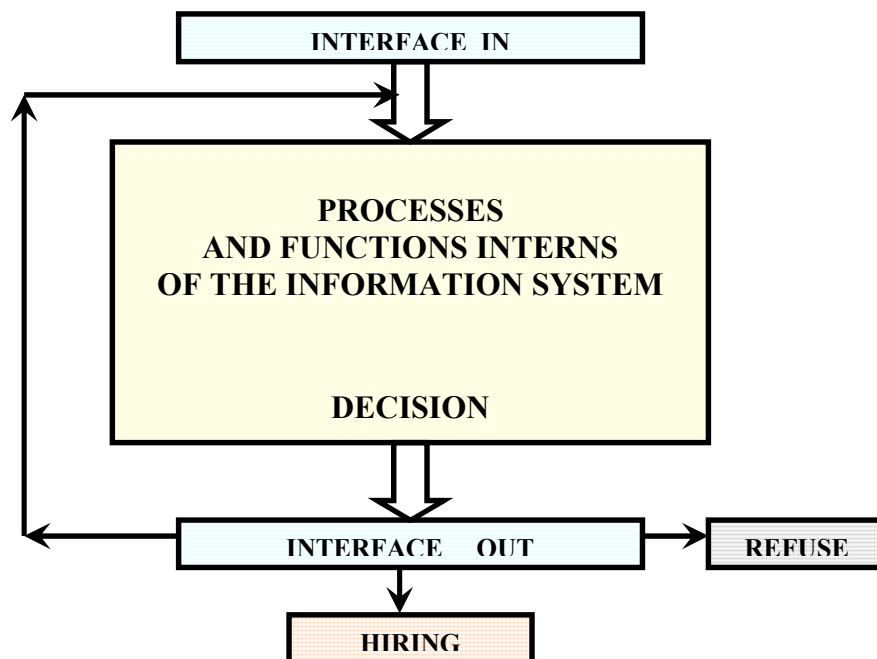 INTERFACE IN
PROCESSES
AND FUNCTIONS INTERNS
OF THE INFORMATION SYSTEM
DECISION
INTERFACE OUT
REFUSE
HIRING